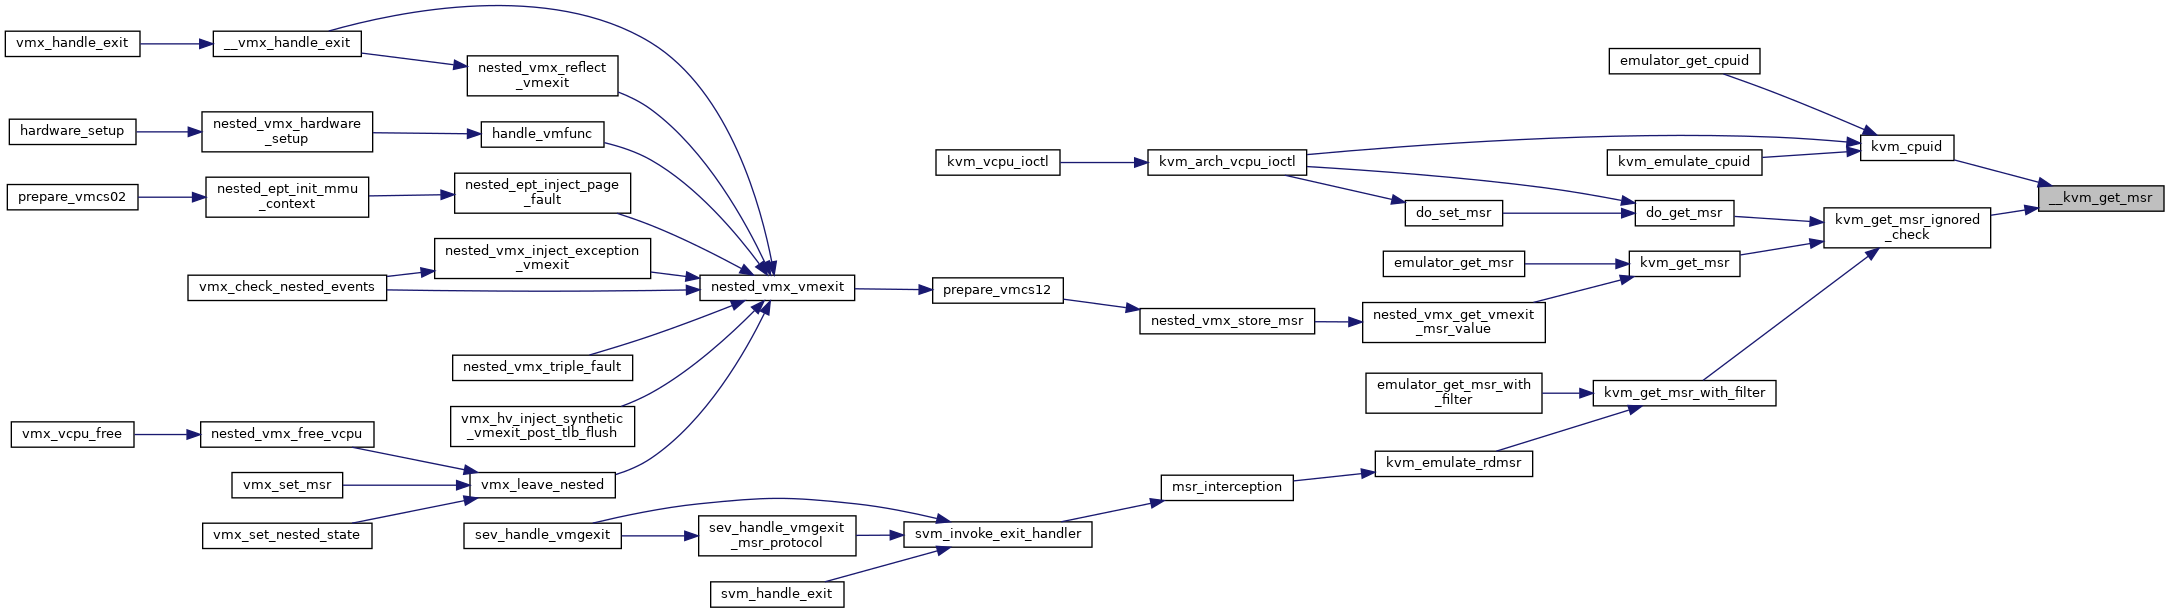 vmx_handle_exit
__vmx_handle_exit
nested_vmx_reflect
_vmexit
hardware_setup
nested_vmx_hardware
_setup
handle_vmfunc
prepare_vmcs02
nested_ept_init_mmu
_context
nested_ept_inject_page
_fault
nested_vmx_inject_exception
_vmexit
vmx_check_nested_events
nested_vmx_vmexit
nested_vmx_triple_fault
vmx_hv_inject_synthetic
_vmexit_post_tlb_flush
vmx_vcpu_free
nested_vmx_free_vcpu
vmx_set_msr
vmx_leave_nested
vmx_set_nested_state
sev_handle_vmgexit
sev_handle_vmgexit
_msr_protocol
svm_invoke_exit_handler
svm_handle_exit
prepare_vmcs12
nested_vmx_store_msr
nested_vmx_get_vmexit
_msr_value
kvm_vcpu_ioctl
kvm_arch_vcpu_ioctl
do_set_msr
do_get_msr
emulator_get_msr
kvm_get_msr
emulator_get_msr_with
_filter
kvm_get_msr_with_filter
kvm_emulate_rdmsr
msr_interception
emulator_get_cpuid
kvm_emulate_cpuid
kvm_cpuid
kvm_get_msr_ignored
_check
__kvm_get_msr